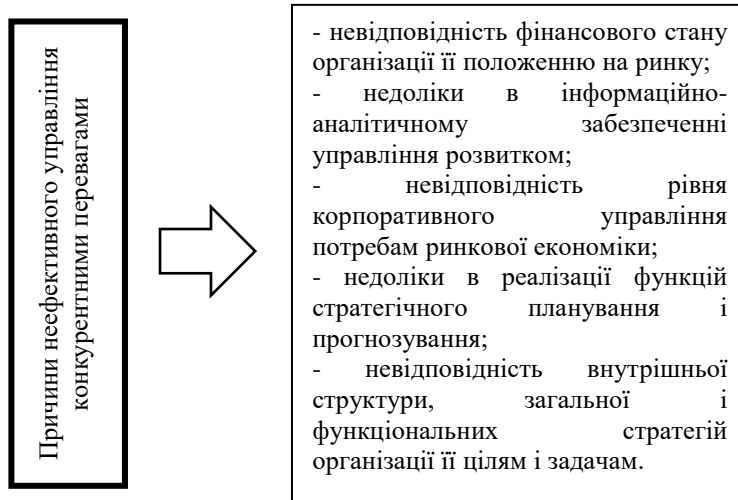 Причини неефективного управління
конкурентними перевагами
- невідповідність фінансового стану
організації її положенню на ринку;
- недоліки в інформаційно-
аналітичному забезпеченні
управління розвитком;
- невідповідність рівня
корпоративного управління
потребам ринкової економіки;
- недоліки в реалізації функцій
стратегічного планування і
прогнозування;
- невідповідність внутрішньої
структури, загальної і
функціональних стратегій
організації її цілям і задачам.